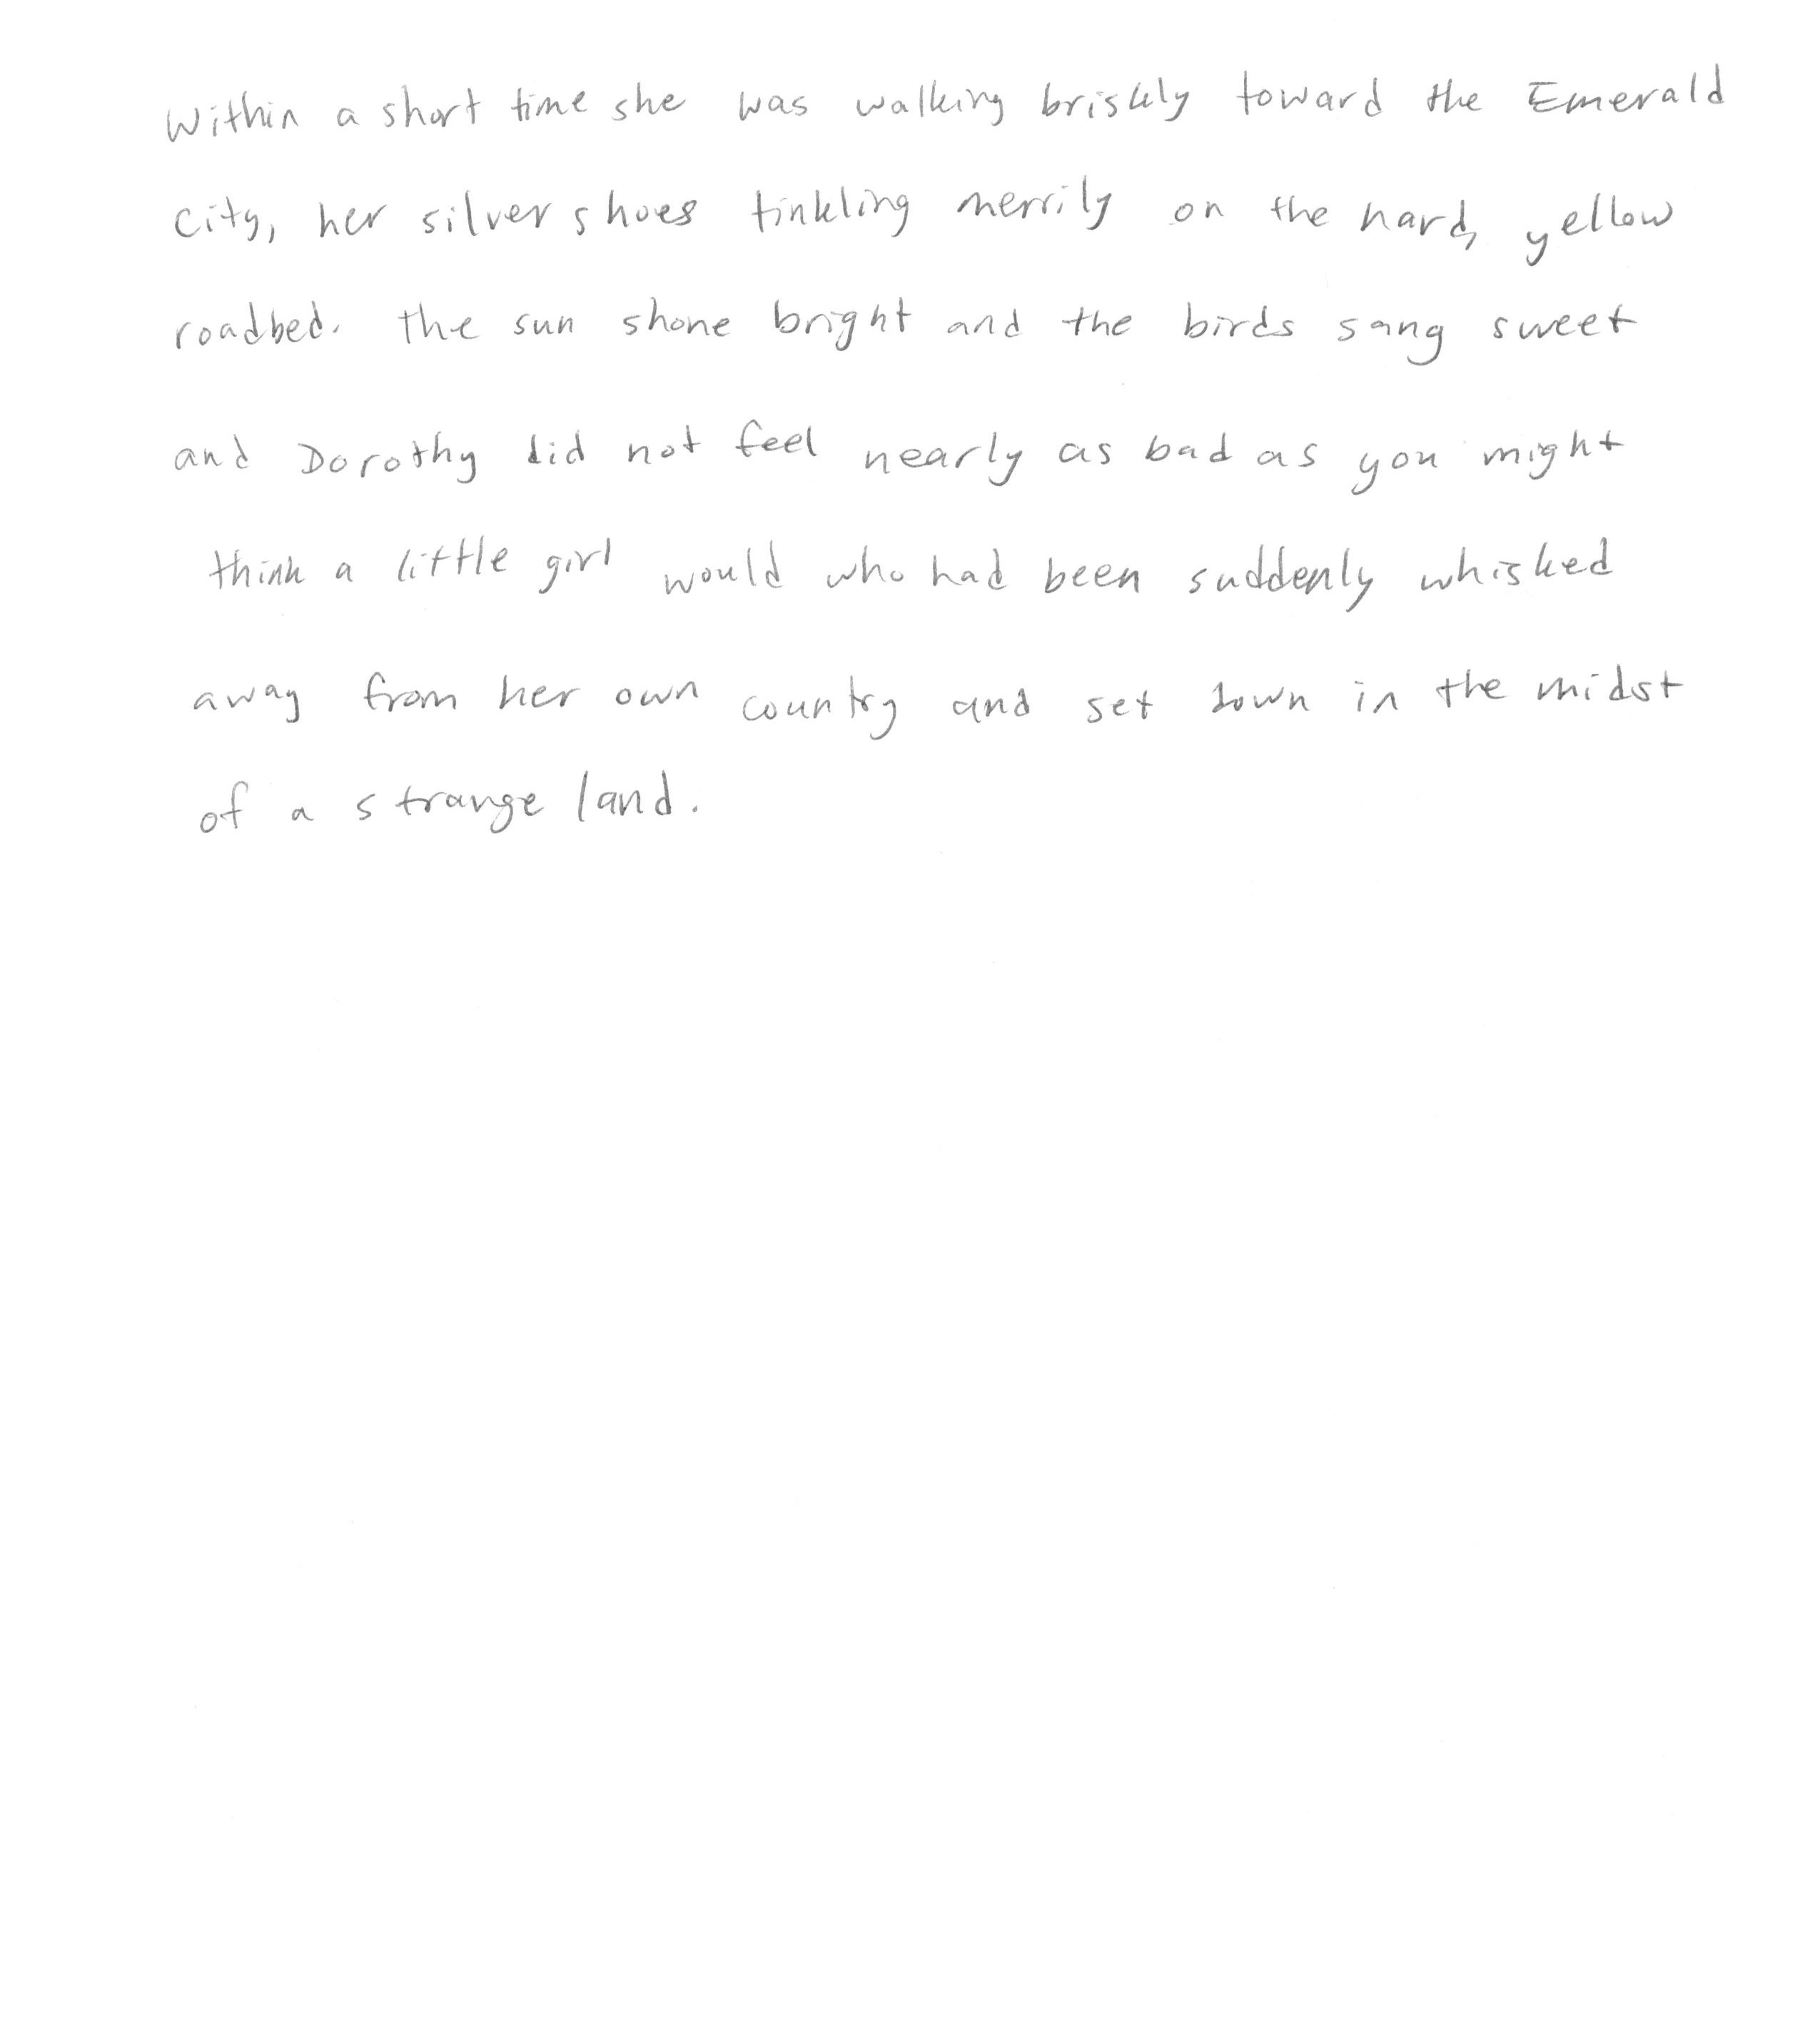 Within a short time she was walking briskly toward the Emerald
City, her silver shoes tinkling merrily on the hard, yellow
roadbed. The sun shone bright and the birds sang sweet
and Dorothy did not feel nearly as bad as you might
think a little girl would who had been suddenly whisked
away from her own country and set down in the midst
of a strange land.